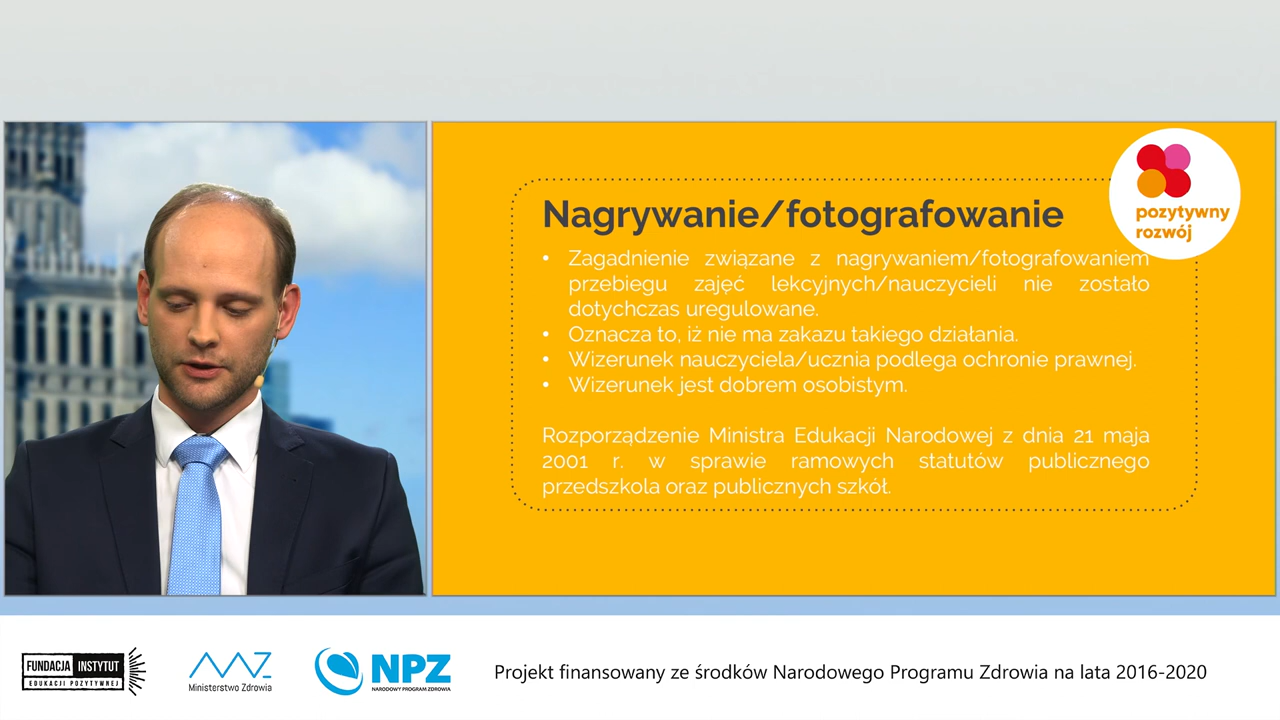 pozytywny
rozwój
Nagrywanie/fotografowanie
• Zagadnienie związane z nagrywaniem/fotografowaniem
przebiegu zajęć lekcyjnych/nauczycieli nie zostało
dotychczas uregulowane.
• Oznacza to, iż nie ma zakazu takiego działania.
• Wizerunek nauczyciela/ucznia podlega ochronie prawnej.
• Wizerunek jest dobrem osobistym.
Rozporządzenie Ministra Edukacji Narodowej z dnia 21 maja
2001 r. w sprawie ramowych statutów publicznego
przedszkola oraz publicznych szkół.
FUNDACJA INSTYTUT
EDUKACJI POZYTYWNEJ
Ministerstwo Zdrowia
NPZ
NARODOWY PROGRAM ZDROWIA
Projekt finansowany ze środków Narodowego Programu Zdrowia na lata 2016-2020